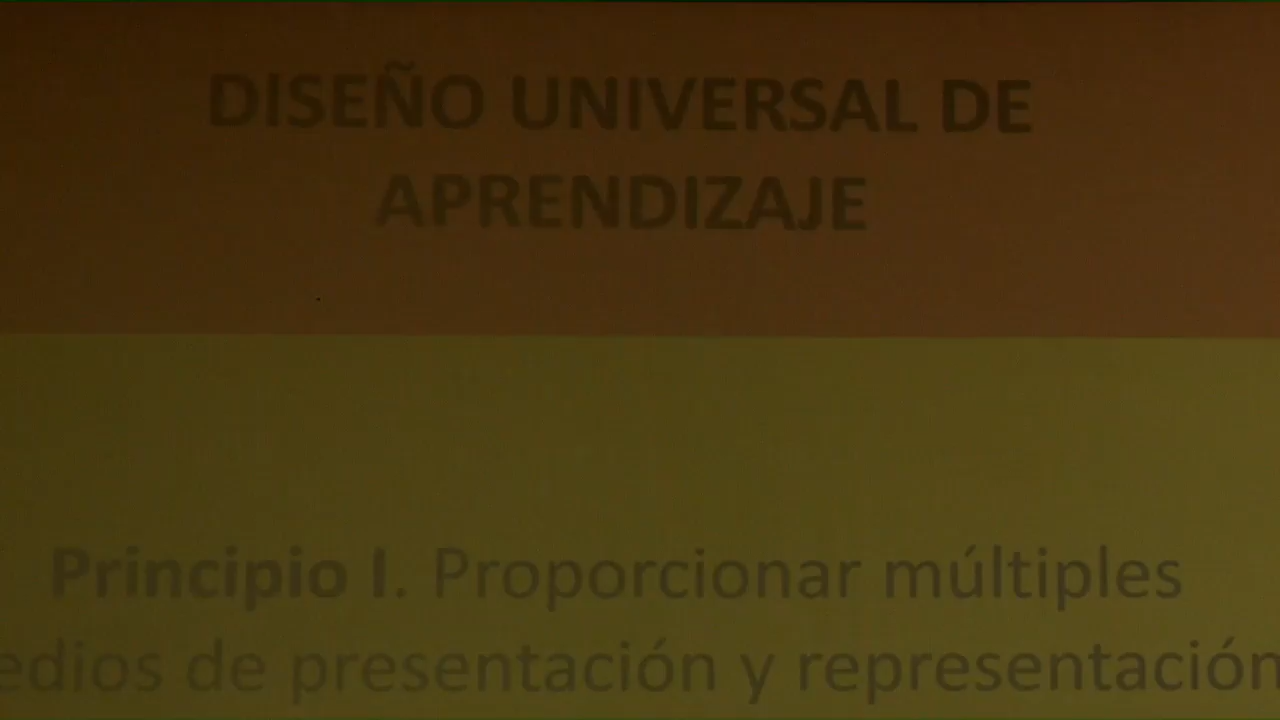 DISEÑO UNIVERSAL DE
APRENDIZAJE
Principio I. Proporcionar múltiples
edios de presentación y representación